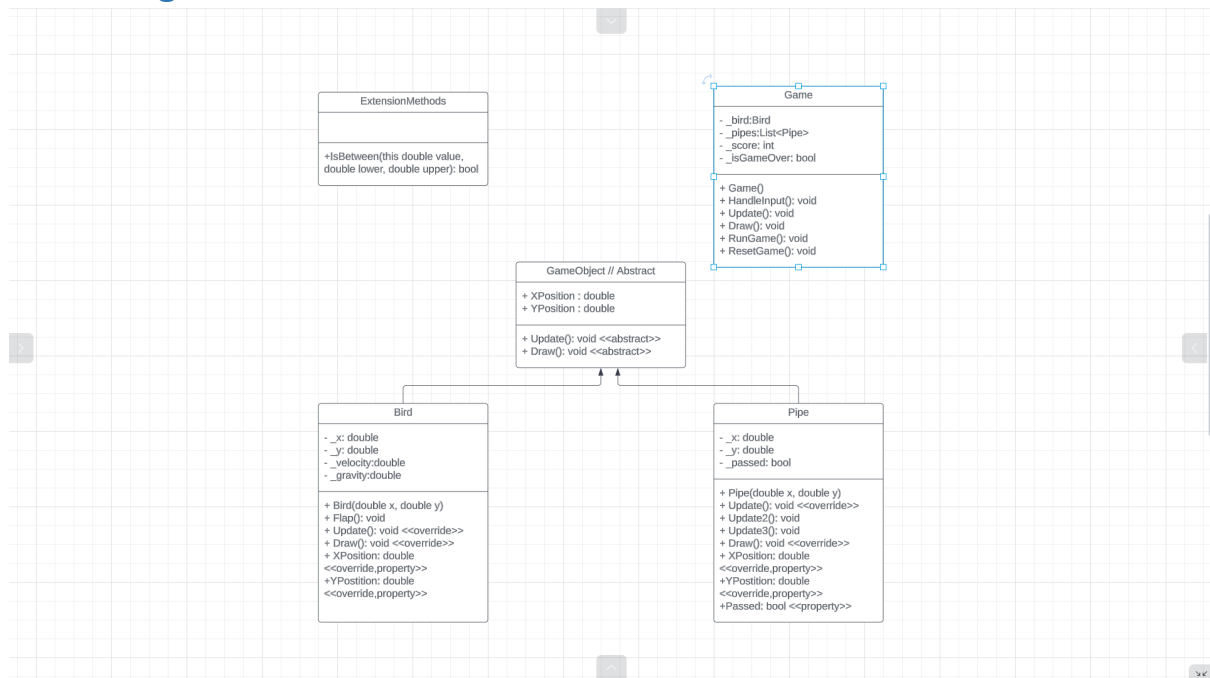 ExtensionMethods
+IsBetween(this double value,
double lower, double upper): bool
Game
- _bird:Bird
- _pipes:List<Pipe>
- _score: int
- _isGameOver: bool
+ Game()
+ HandleInput(): void
+ Update(): void
+ Draw(): void
+ RunGame(): void
+ ResetGame(): void
GameObject // Abstract
+ XPosition : double
+ YPosition : double
+ Update(): void <<abstract>>
+ Draw(): void <<abstract>>
Bird
- _x: double
- _y: double
- _velocity:double
- _gravity:double
+ Bird(double x, double y)
+ Flap(): void
+ Update(): void <<override>>
+ Draw(): void <<override>>
+ XPosition: double
<<override,property>>
+YPostition: double
<<override,property>>
Pipe
- _x: double
- _y: double
- _passed: bool
+ Pipe(double x, double y)
+ Update(): void <<override>>
+ Update2(): void
+ Update3(): void
+ Draw(): void <<override>>
+ XPosition: double
<<override,property>>
+YPostition: double
<<override,property>>
+Passed: bool <<property>>